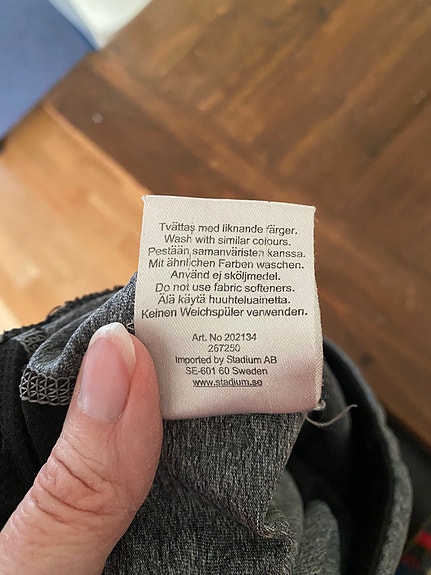 Tvättas med liknande färger.
Wash with similar colours.
Pestään samanväristen kanssa.
Mit ähnlichen Farben waschen.
Använd ej sköljmedel.
Do not use fabric softeners.
Älä käytä huuhteluainetta.
Keinen Weichspüler verwenden.
Art. No 202134
267250
Imported by Stadium AB
SE-601 60 Sweden
www.stadium.se